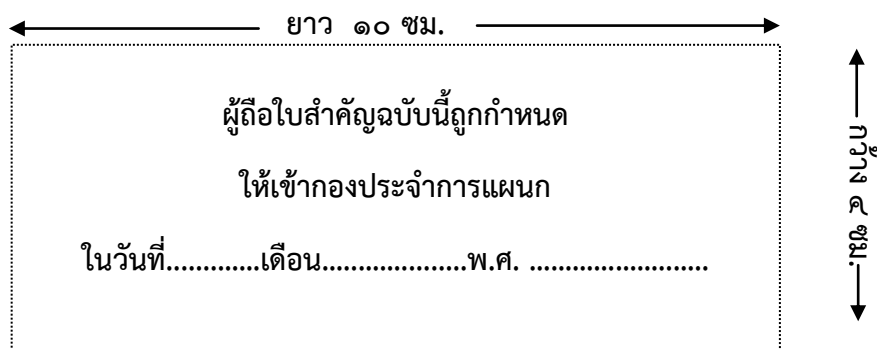 ยาว ๑๐ ซม.
ผู้ถือใบสำคัญฉบับนี้ถูกกำหนด
ให้เข้ากองประจำการแผนก
ในวันที่.............เดือน....................พ.ศ. .........................
กว้าง ๔ ซม.